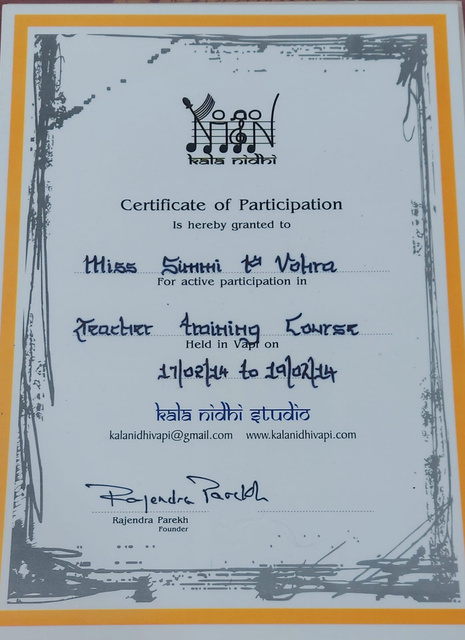 kala nidhi
Certificate of Participation
Is hereby granted to
Miss Simmi Vohra
For active participation in
Teacher training Course
Held in Vapi on
17/02/14 to 19/02/14
kala nidhi studio
kalanidhivapi@gmail.com www.kalanidhivapi.com
Rajendra Parekh
Rajendra Parekh
Founder